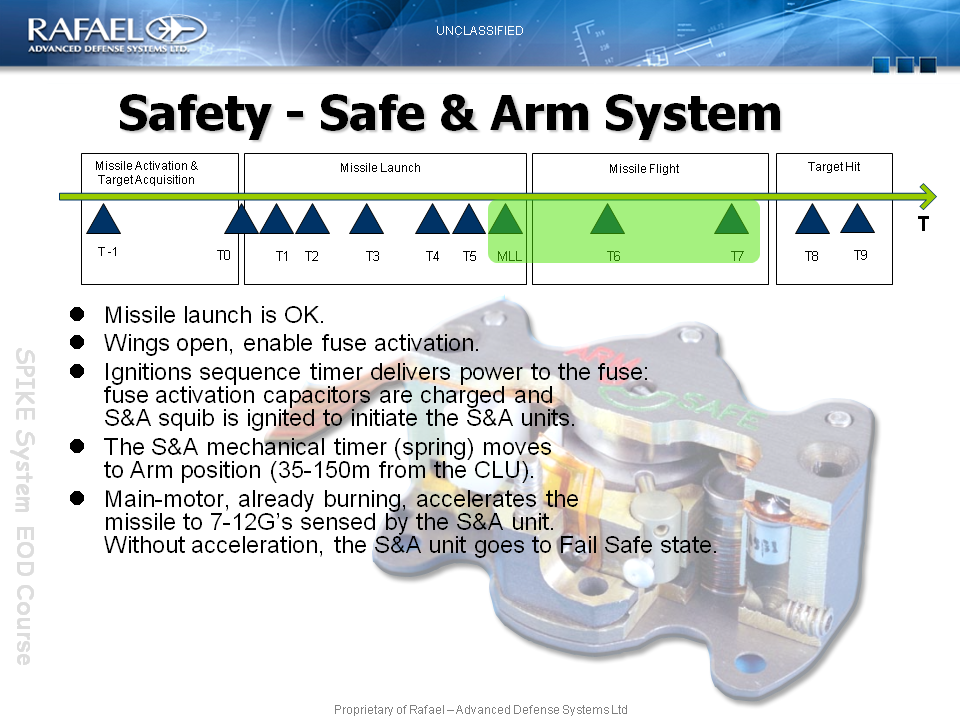 RAFAEL
ADVANCED DEFENSE SYSTEMS LTD.
UNCLASSIFIED
Safety - Safe & Arm System
Missile Activation &
Target Acquisition
Missile Launch
Missile Flight
Target Hit
T
T -1
T0
T1
T2
T3
T4
T5
MLL
T6
T7
T8
T9
Missile launch is OK.
Wings open, enable fuse activation.
Ignitions sequence timer delivers power to the fuse:
fuse activation capacitors are charged and
S&A squib is ignited to initiate the S&A units.
The S&A mechanical timer (spring) moves
to Arm position (35-150m from the CLU).
Main-motor, already burning, accelerates the
missile to 7-12G's sensed by the S&A unit.
Without acceleration, the S&A unit goes to Fail Safe state.
ARM
SAFE
SPIKE System EOD Course
Proprietary of Rafael – Advanced Defense Systems Ltd